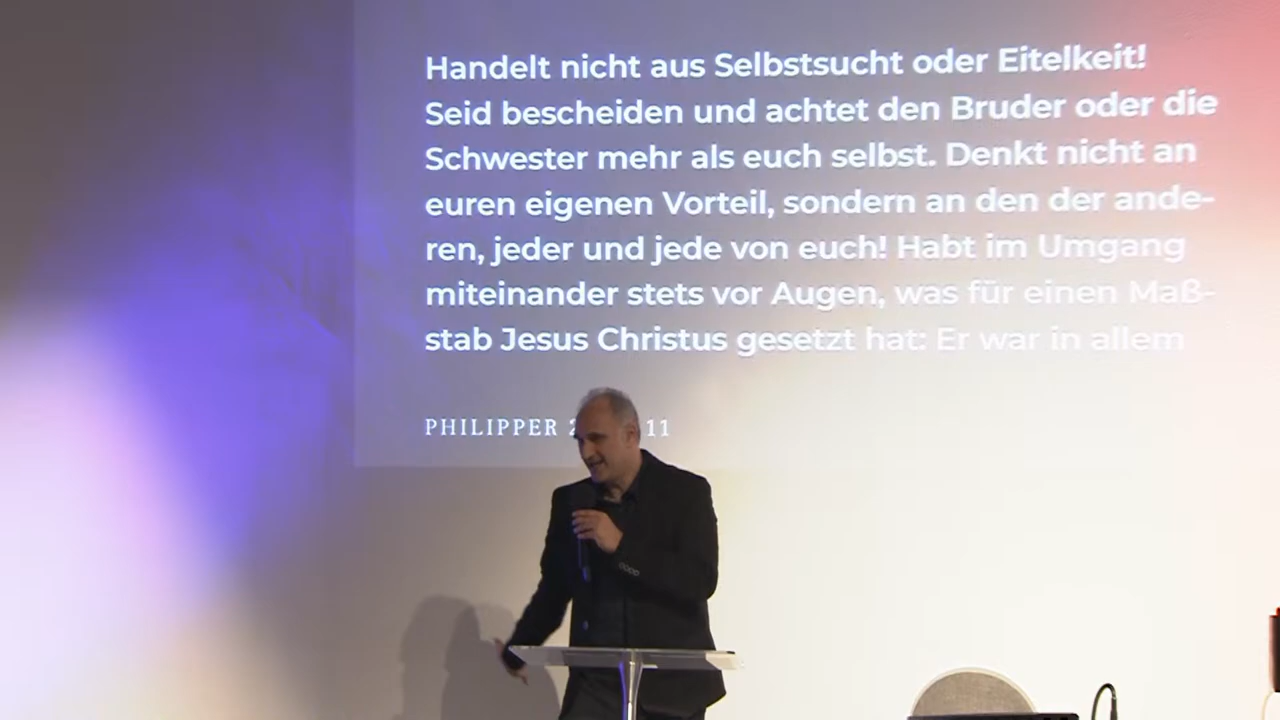 Handelt nicht aus Selbstsucht oder Eitelkeit!
Seid bescheiden und achtet den Bruder oder die
Schwester mehr als euch selbst. Denkt nicht an
euren eigenen Vorteil, sondern an den der ande-
ren, jeder und jede von euch! Habt im Umgang
miteinander stets vor Augen, was für einen Maß-
stab Jesus Christus gesetzt hat: Er war in allem
PHILIPPER 2 11